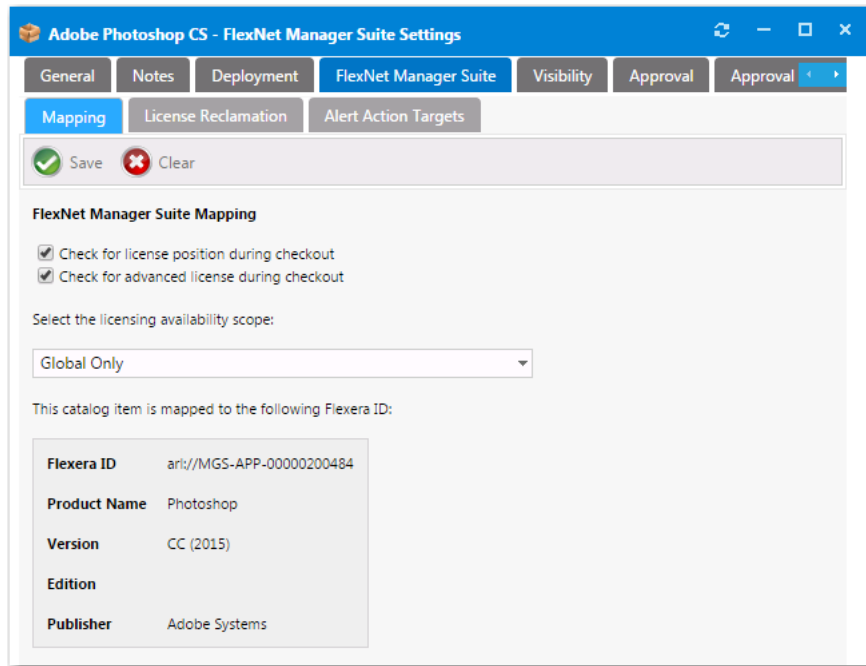 Adobe Photoshop CS - FlexNet Manager Suite Settings
General Notes Deployment FlexNet Manager Suite Visibility Approval Approval
Mapping License Reclamation Alert Action Targets
Save Clear
FlexNet Manager Suite Mapping
Check for license position during checkout
Check for advanced license during checkout
Select the licensing availability scope:
Global Only
This catalog item is mapped to the following Flexera ID:
Flexera ID arl://MGS-APP-00000200484
Product Name Photoshop
Version CC (2015)
Edition
Publisher Adobe Systems